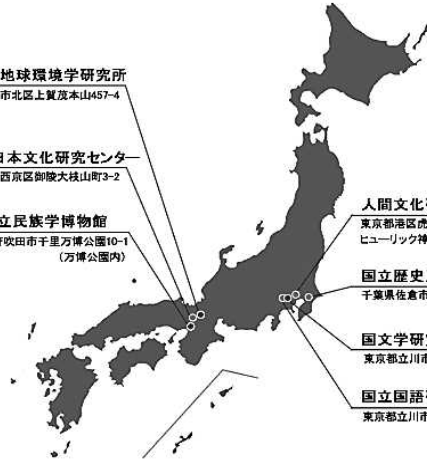 地球環境学研究所
市北区上賀茂本山457-4
日本文化研究センター
西京区御陵大枝山町3-2
立民族学博物館
吹田市千里万博公園10-1
(万博公園内)
人間文化
東京都港区虎
ヒューリック神
国立歴史
千葉県佐倉市
国文学研究
東京都立川市
国立国語
東京都立川市